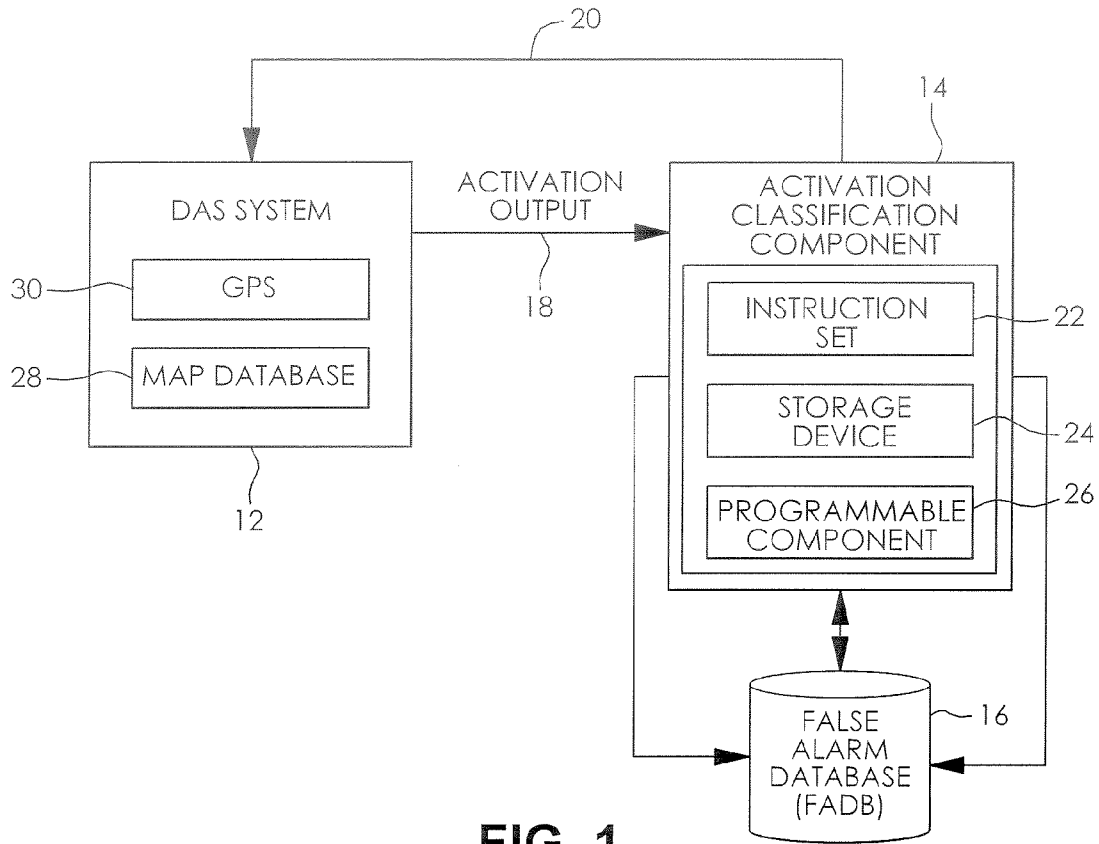 20
14
DAS SYSTEM
ACTIVATION
OUTPUT
ACTIVATION
CLASSIFICATION
COMPONENT
30
GPS
18
INSTRUCTION
SET
22
28
MAP DATABASE
STORAGE
DEVICE
24
12
PROGRAMMABLE
COMPONENT
26
FALSE
ALARM
DATABASE
(FADB)
16
FIG. 1